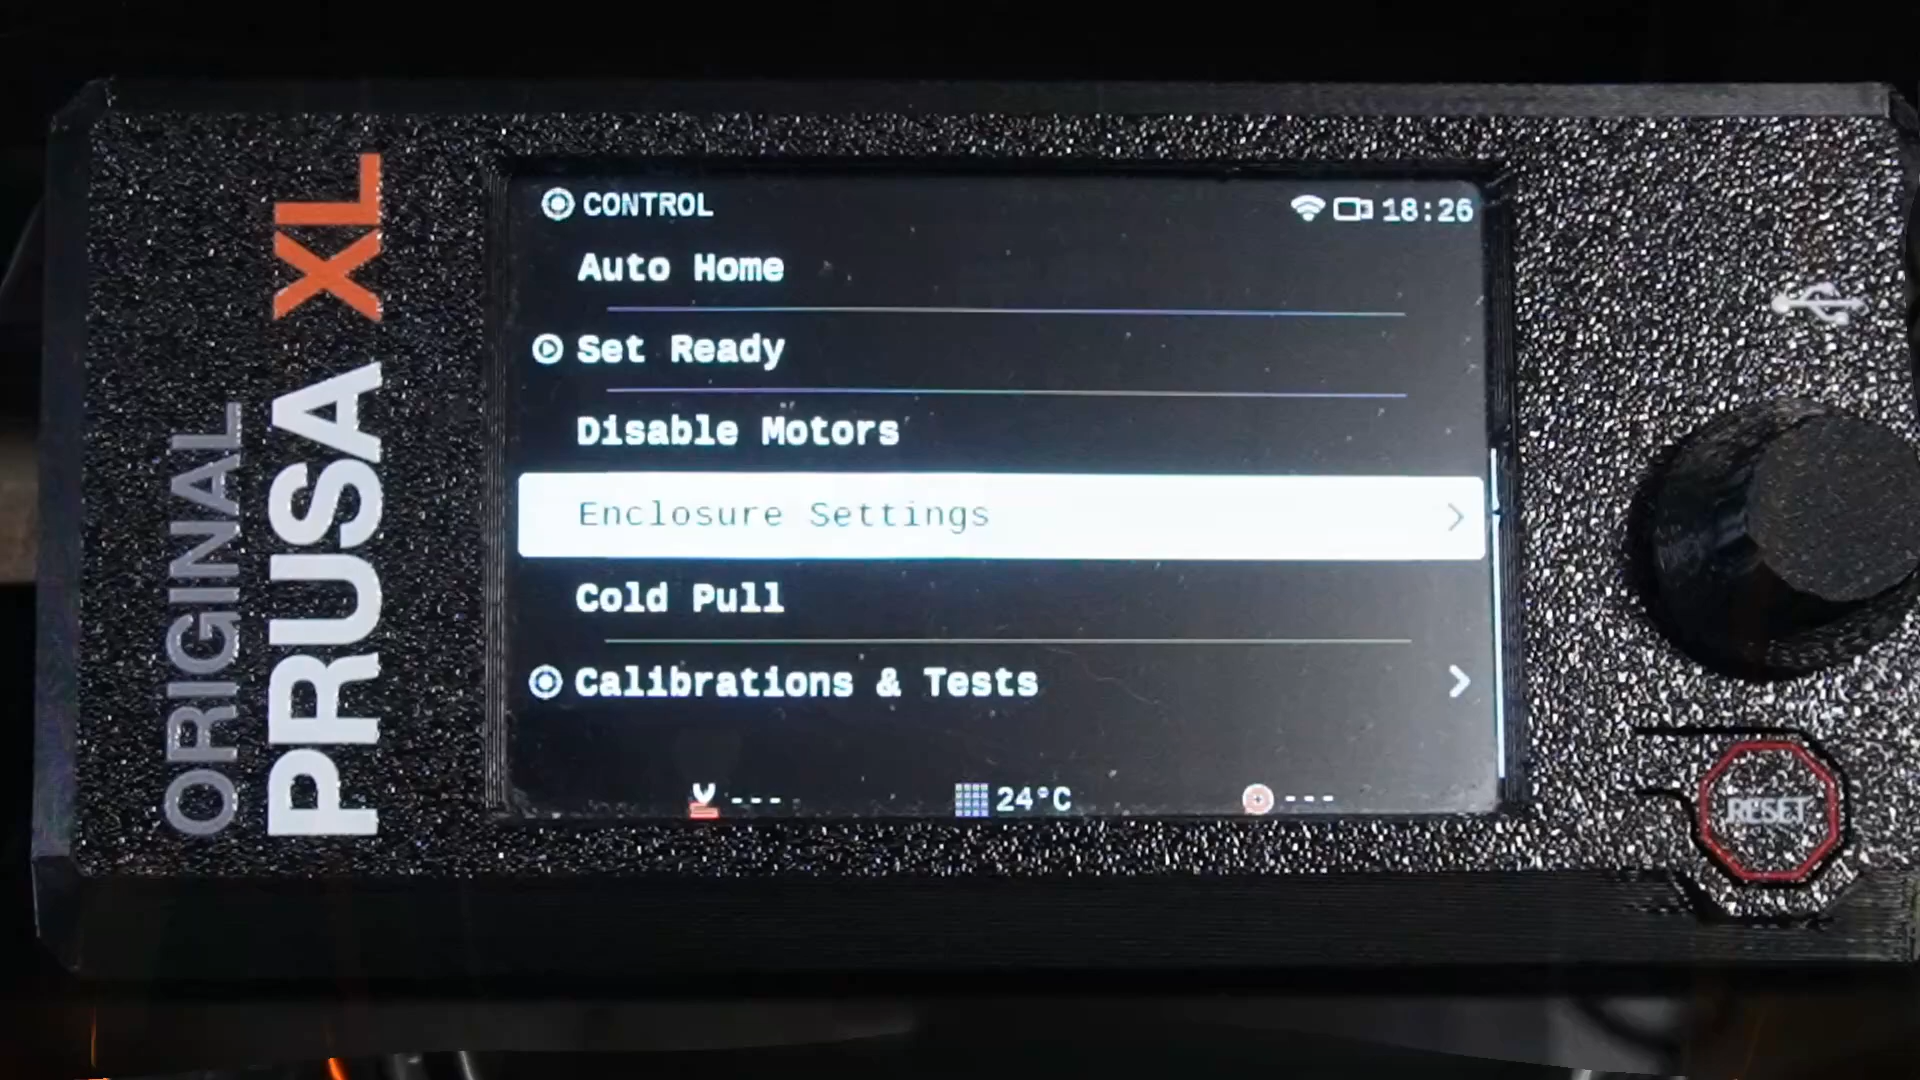 ORIGINAL
PRUSA XL
CONTROL
18:26
Auto Home
Set Ready
Disable Motors
Enclosure Settings
Cold Pull
Calibrations & Tests
---
24°C
---
RESET